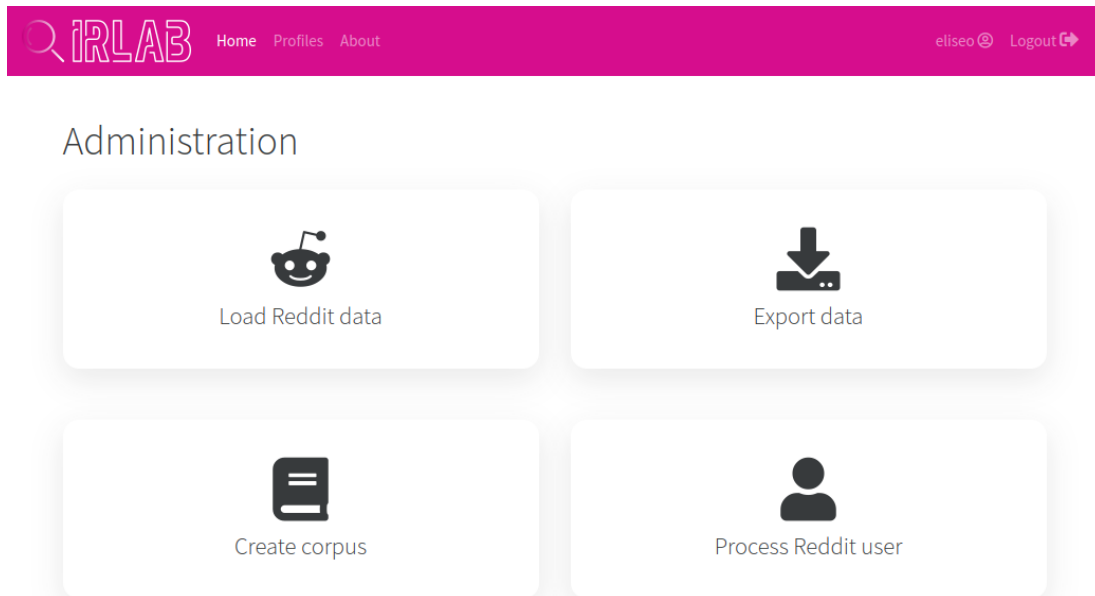 iRLAB Home Profiles About eliseo Logout
Administration
Load Reddit data
Export data
Create corpus
Process Reddit user